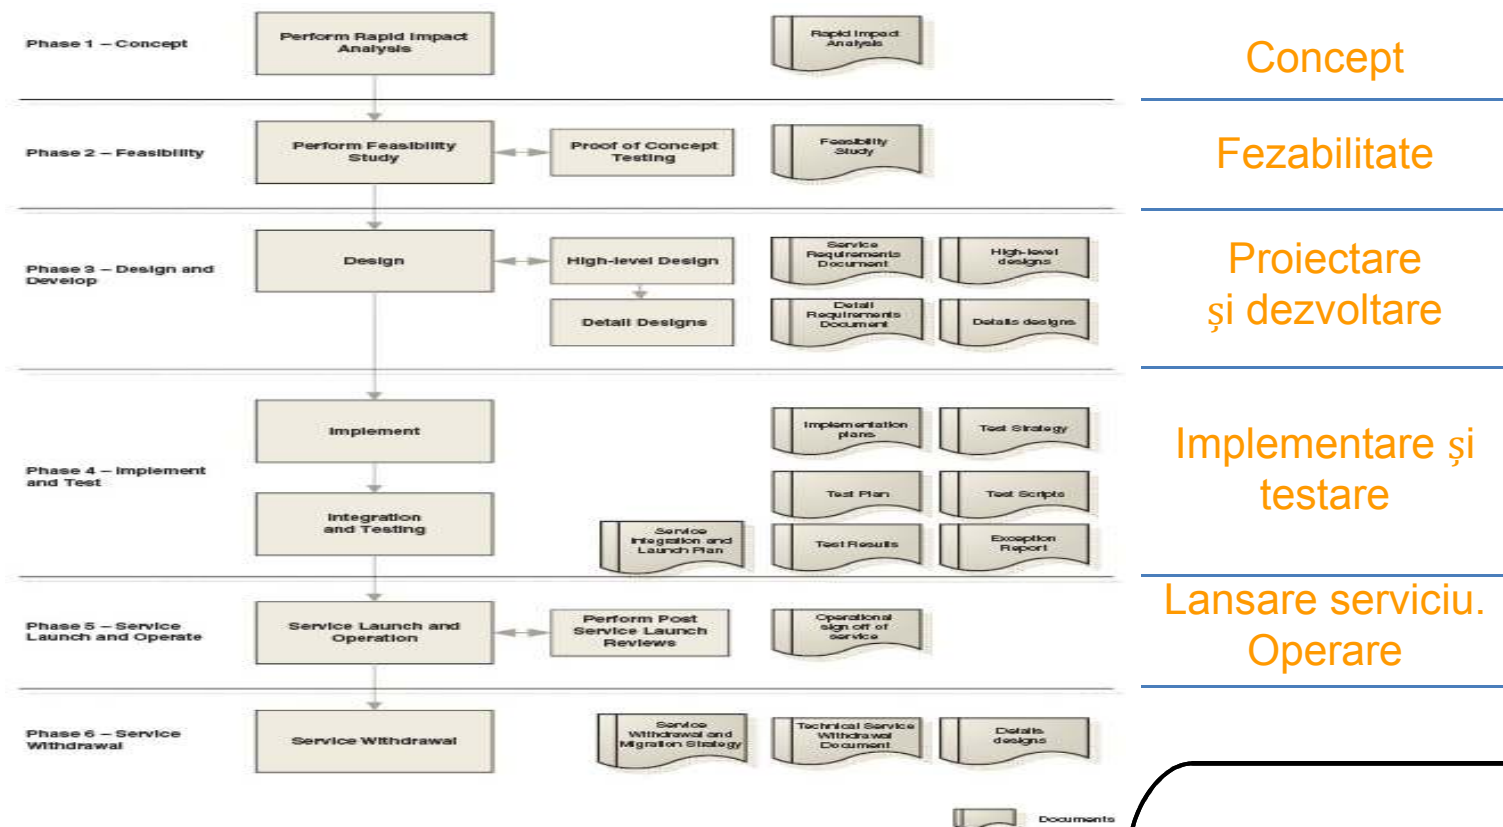 Phase 1 – Concept
Perform Rapid Impact
Analysis
Rapid Impact
Analysis
Concept
Phase 2 – Feasibility
Perform Feasibility
Study
Proof of Concept
Testing
Feasibility
Study
Fezabilitate
Phase 3 – Design and
Develop
Design
High-level Design
Detail Designs
Service
Requirements
Document
High-level
designs
Detail
Requirements
Document
Details designs
Proiectare
și dezvoltare
Phase 4 – Implement
and Test
Implement
Integration
and Testing
Service
Integration and
Launch Plan
Implementation
plans
Test Strategy
Test Plan
Test Scripts
Test Results
Exception
Report
Implementare și
testare
Phase 5 – Service
Launch and Operate
Service Launch and
Operation
Perform Post
Service Launch
Reviews
Operational
sign off of
service
Lansare serviciu.
Operare
Phase 6 – Service
Withdrawal
Service Withdrawal
Service
Withdrawal and
Migration Strategy
Technical Service
Withdrawal
Document
Details
designs
Documents